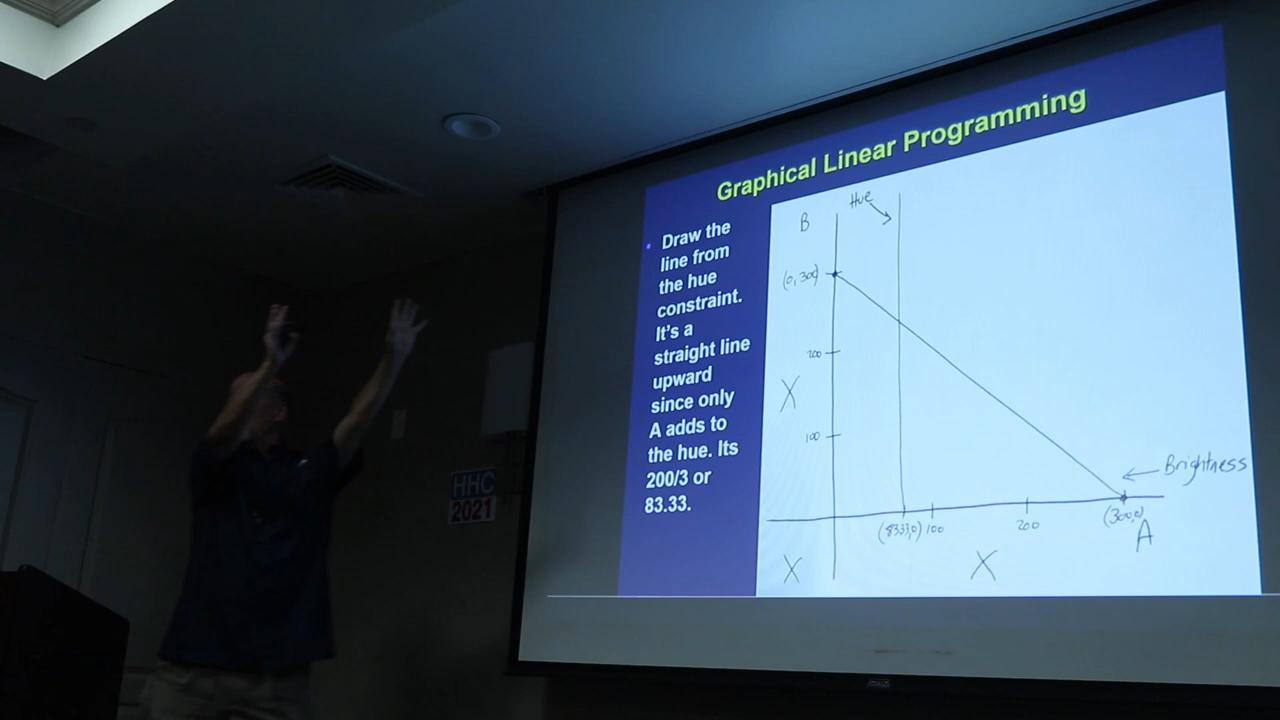 Graphical Linear Programming
• Draw the
line from
the hue
constraint.
It's a
straight line
upward
since only
A adds to
the hue. Its
200/3 or
83.33.
Hue
B
(0,300)
200
X
100
Brightness
(83.33,0) 100
200
(300,0)
A
X
X
HHC
2021